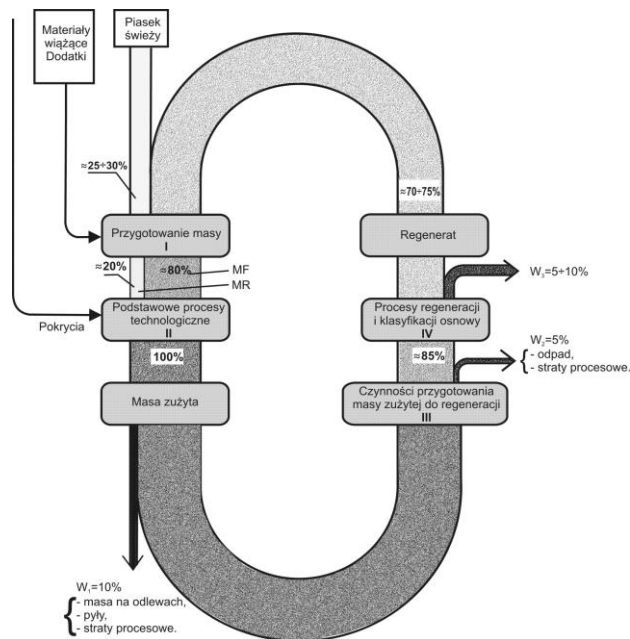 Materiały
wiążące
Dodatki
Piasek
świeży
≈25÷30%
≈70÷75%
Przygotowanie masy
I
Regenerat
≈20%
≈80%
MF
MR
W₃=5÷10%
Podstawowe procesy
technologiczne
II
Procesy regeneracji
i klasyfikacji osnowy
IV
Pokrycia
100%
≈85%
W₂=5%
- odpad,
- straty procesowe.
Masa zużyta
Czynności przygotowania
masy zużytej do regeneracji
III
W₁=10%
- masa na odlewach,
- pyły,
- straty procesowe.